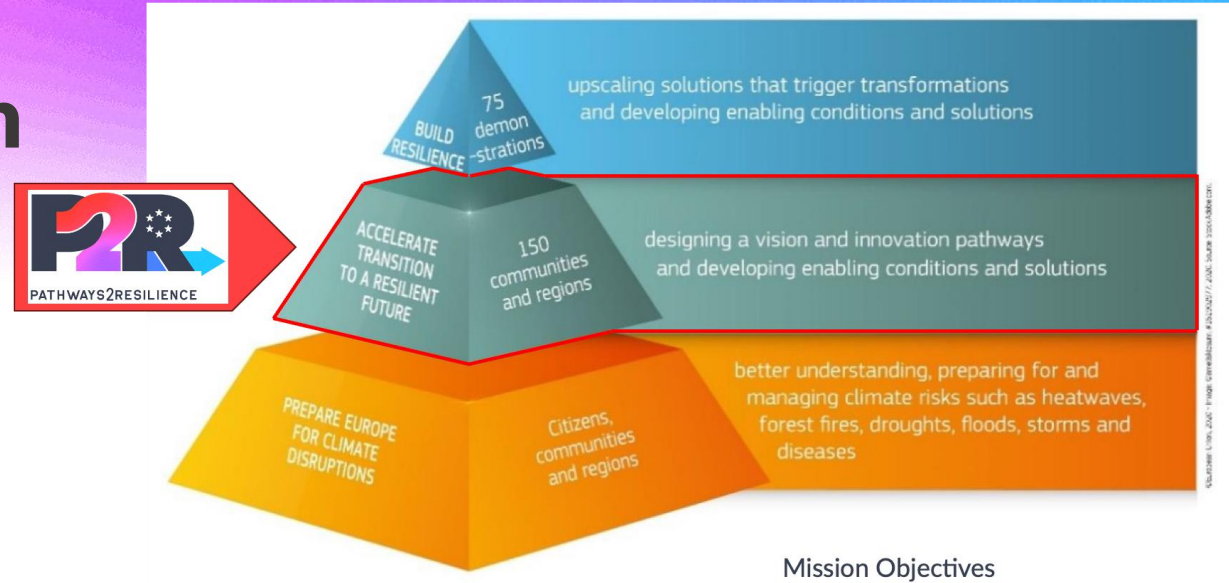 n
P2R
PATHWAYS2RESILIENCE
BUILD
RESILIENCE
75
demon
-strations
upscaling solutions that trigger transformations
and developing enabling conditions and solutions
ACCELERATE
TRANSITION
TO A RESILIENT
FUTURE
150
communities
and regions
designing a vision and innovation pathways
and developing enabling conditions and solutions
PREPARE EUROPE
FOR CLIMATE
DISRUPTIONS
Citizens,
communities
and regions
better understanding, preparing for and
managing climate risks such as heatwaves,
forest fires, droughts, floods, storms and
diseases
Mission Objectives